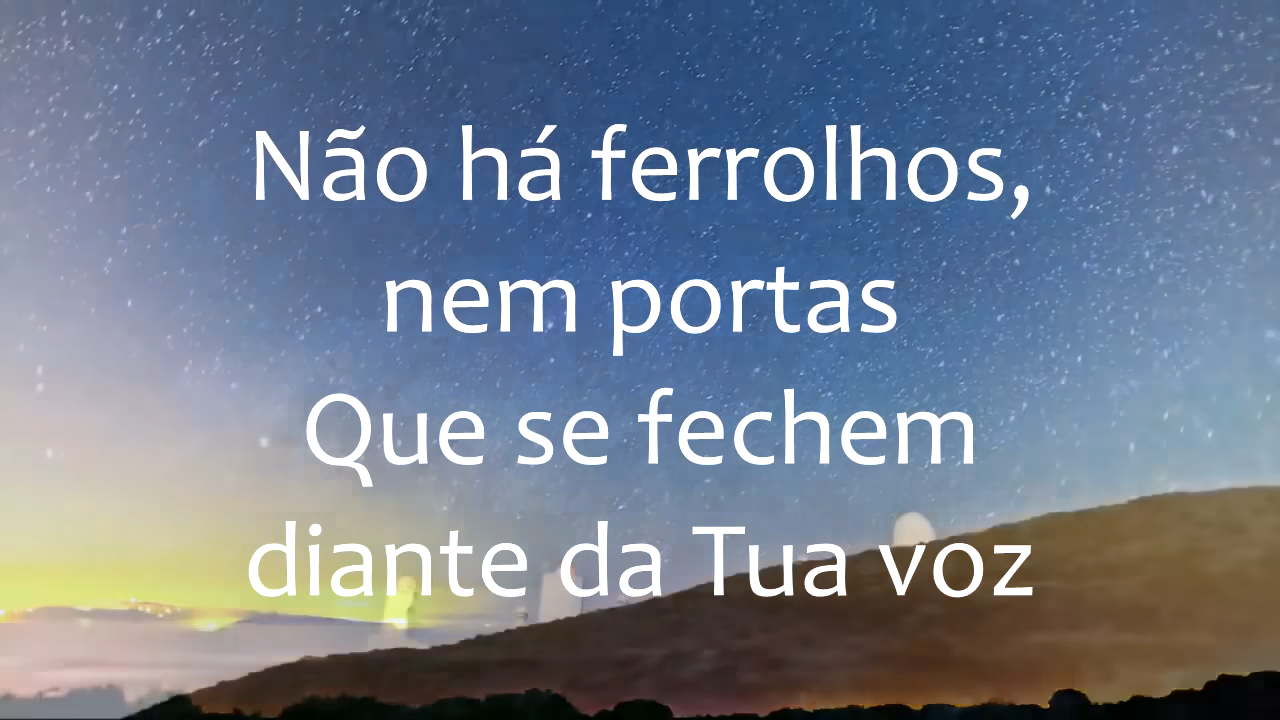 Não há ferrolhos,
nem portas
Que se fechem
diante da Tua voz